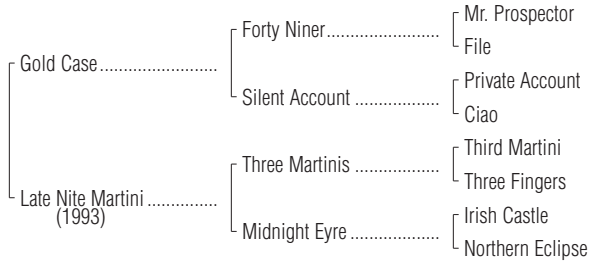 Mr. Prospector
Forty Niner
File
Gold Case
Private Account
Silent Account
Ciao
Third Martini
Three Martinis
Three Fingers
Late Nite Martini
(1993)
Irish Castle
Midnight Eyre
Northern Eclipse